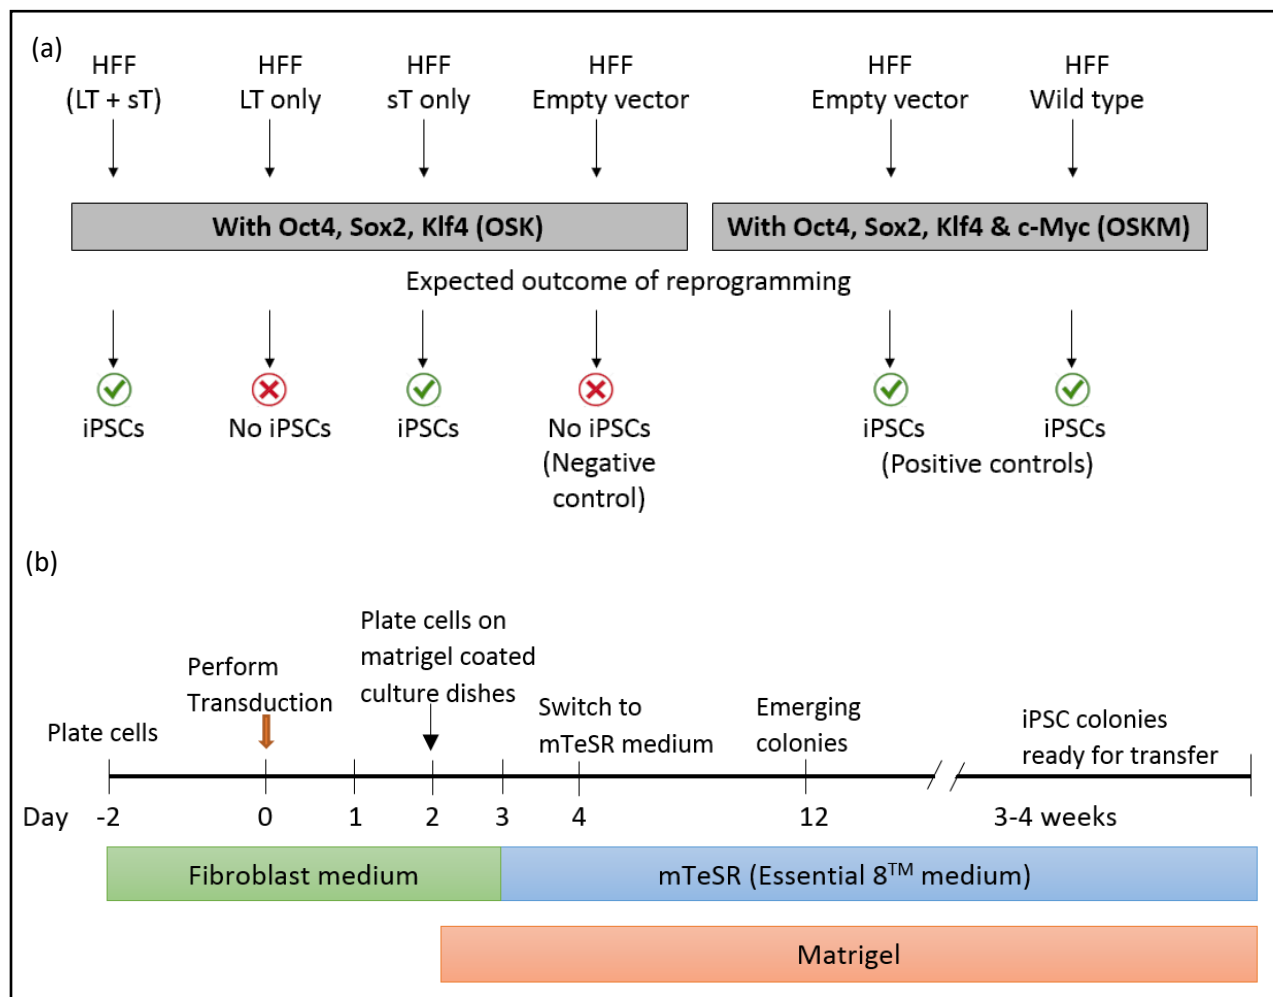 (a)
HFF
(LT + sT)
HFF
LT only
HFF
sT only
HFF
Empty vector
HFF
Empty vector
HFF
Wild type
With Oct4, Sox2, Klf4 (OSK)
With Oct4, Sox2, Klf4 & c-Myc (OSKM)
Expected outcome of reprogramming
iPSCs
No iPSCs
iPSCs
No iPSCs
(Negative
control)
iPSCs
iPSCs
(Positive controls)
(b)
Plate cells
Perform
Transduction
Plate cells on
matrigel coated
culture dishes
Switch to
mTeSR medium
Emerging
colonies
iPSC colonies
ready for transfer
Day -2 0 1 2 3 4 12 3-4 weeks
Fibroblast medium
mTeSR (Essential 8TM medium)
Matrigel